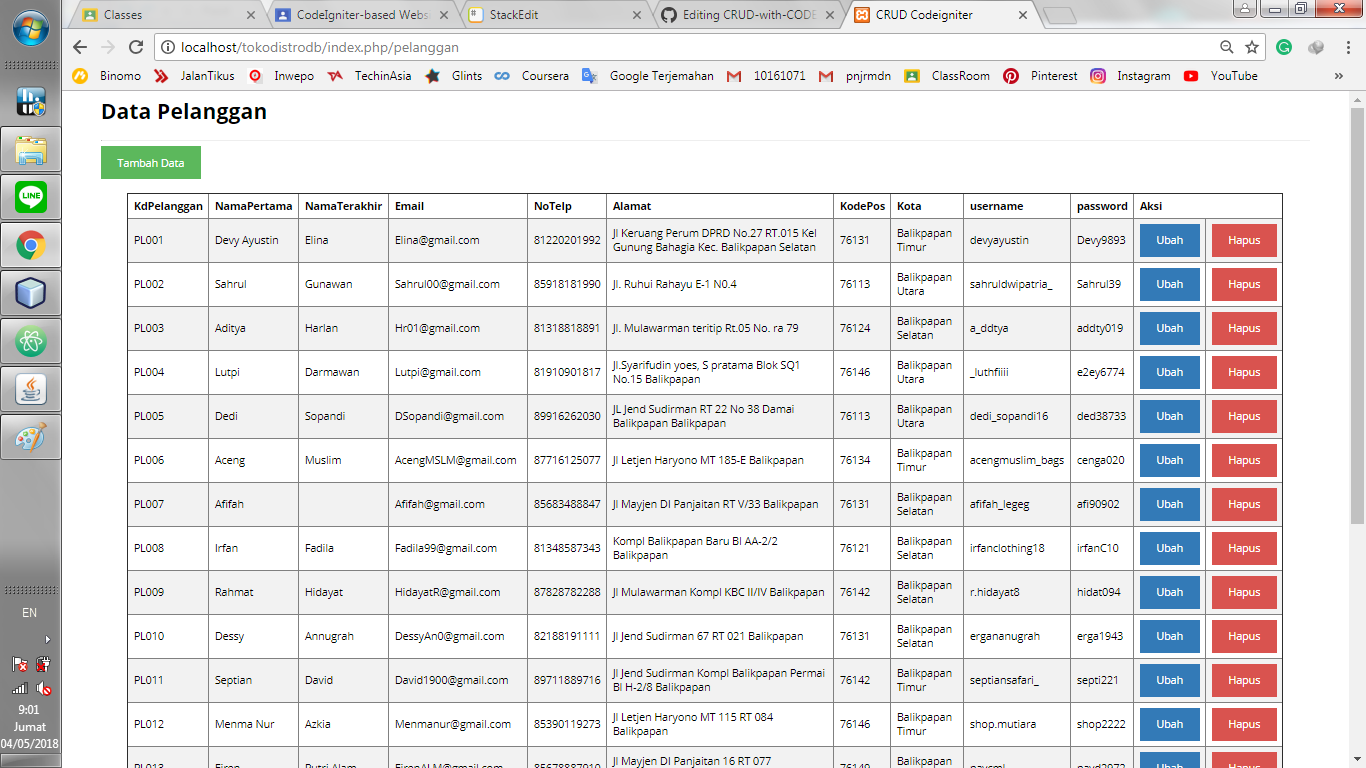 Classes
CodeIgniter-based Webs
StackEdit
Editing CRUD-with-CODE
CRUD Codeigniter
localhost/tokodistrodb/index.php/pelanggan
Binomo JalanTikus Inwepo TechinAsia Glints Coursera Google Terjemahan 10161071 pnjrmdn ClassRoom Pinterest Instagram YouTube »
Data Pelanggan
Tambah Data
KdPelanggan NamaPertama NamaTerakhir Email NoTelp Alamat KodePos Kota username password Aksi
PL001 Devy Ayustin Elina Elina@gmail.com 81220201992 Jl Keruang Perum DPRD No.27 RT.015 Kel Gunung Bahagia Kec. Balikpapan Selatan 76131 Balikpapan Timur devyayustin Devy9893 Ubah Hapus
PL002 Sahrul Gunawan Sahrul00@gmail.com 85918181990 Jl. Ruhui Rahayu E-1 N0.4 76113 Balikpapan Utara sahruldwipatria_ Sahrul39 Ubah Hapus
PL003 Aditya Harlan Hr01@gmail.com 81318818891 Jl. Mulawarman teritip Rt.05 No. ra 79 76124 Balikpapan Selatan a_ddtya addty019 Ubah Hapus
PL004 Lutpi Darmawan Lutpi@gmail.com 81910901817 Jl.Syarifudin yoes, S pratama Blok SQ1 No.15 Balikpapan 76146 Balikpapan Utara _luthfiiii e2ey6774 Ubah Hapus
PL005 Dedi Sopandi DSopandi@gmail.com 89916262030 JL Jend Sudirman RT 22 No 38 Damai Balikpapan Balikpapan 76113 Balikpapan Utara dedi_sopandi16 ded38733 Ubah Hapus
PL006 Aceng Muslim AcengMSLM@gmail.com 87716125077 Jl Letjen Haryono MT 185-E Balikpapan 76134 Balikpapan Timur acengmuslim_bags cenga020 Ubah Hapus
PL007 Afifah Afifah@gmail.com 85683488847 Jl Mayjen DI Panjaitan RT V/33 Balikpapan 76131 Balikpapan Selatan afifah_legeg afi90902 Ubah Hapus
PL008 Irfan Fadila Fadila99@gmail.com 81348587343 Kompl Balikpapan Baru Bl AA-2/2 Balikpapan 76121 Balikpapan Selatan irfanclothing18 irfanC10 Ubah Hapus
PL009 Rahmat Hidayat HidayatR@gmail.com 87828782288 Jl Mulawarman Kompl KBC II/IV Balikpapan 76142 Balikpapan Selatan r.hidayat8 hidat094 Ubah Hapus
PL010 Dessy Annugrah DessyAn0@gmail.com 82188191111 Jl Jend Sudirman 67 RT 021 Balikpapan 76131 Balikpapan Selatan ergananugrah erga1943 Ubah Hapus
PL011 Septian David David1900@gmail.com 89711889716 Jl Jend Sudirman Kompl Balikpapan Permai Bl H-2/8 Balikpapan 76142 Balikpapan Timur septiansafari_ septi221 Ubah Hapus
PL012 Menma Nur Azkia Menmanur@gmail.com 85390119273 Jl Letjen Haryono MT 115 RT 084 Balikpapan 76146 Balikpapan Timur shop.mutiara shop2222 Ubah Hapus
Jl Mayjen DI Panjaitan 16 RT 077 Balikpapan Ubah Hapus
LINE
EN
9:01
Jumat
04/05/2018